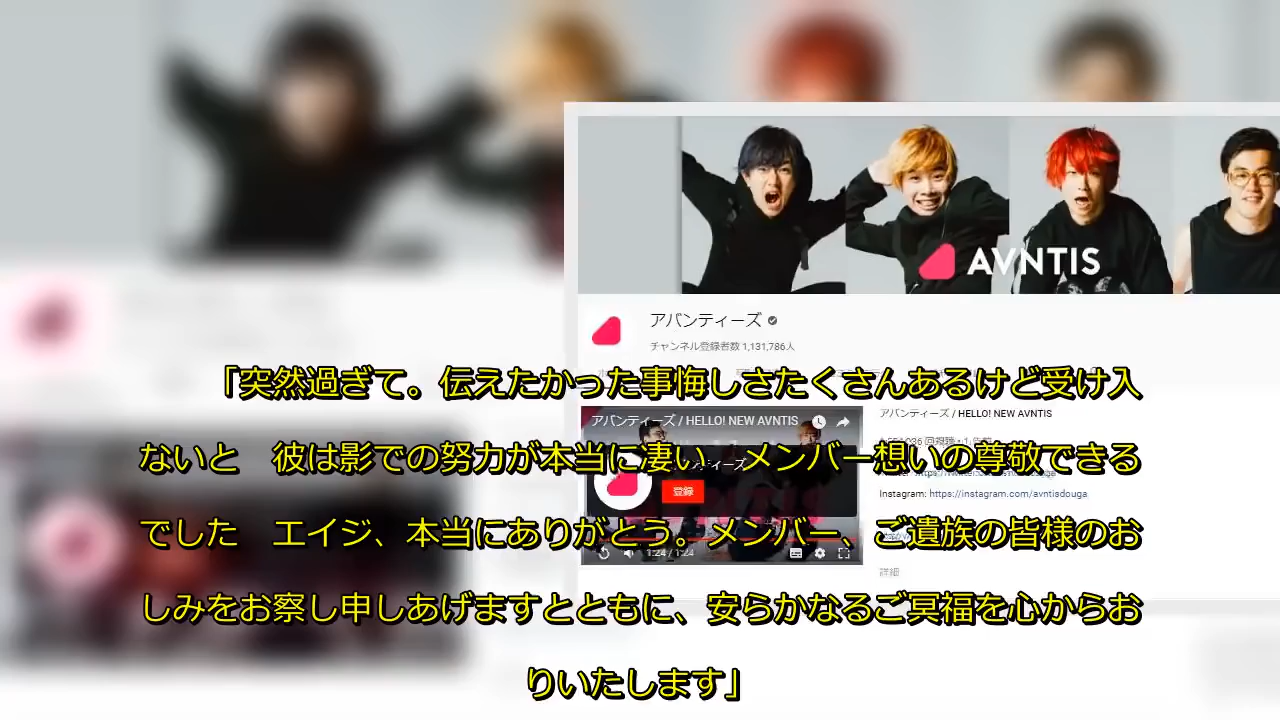 AVNTIS
アバンティーズ
チャンネル登録者数 1,131,786人
「突然過ぎて。伝えたかった事悔しさたくさんあるけど受け入
アバンティーズ / HELLO! NEW AVNTIS
アバンティーズ / HELLO! NEW AVNTIS
ないと 彼は影での努力が本当に凄い、メンバー想いの尊敬できる
登録
Instagram: https://instagram.com/avntisdouga
でした エイジ、本当にありがとう。メンバー、ご遺族の皆様のお
1:24 / 1:24
詳細
しみをお察し申しあげますとともに、安らかなるご冥福を心からお
りいたします」